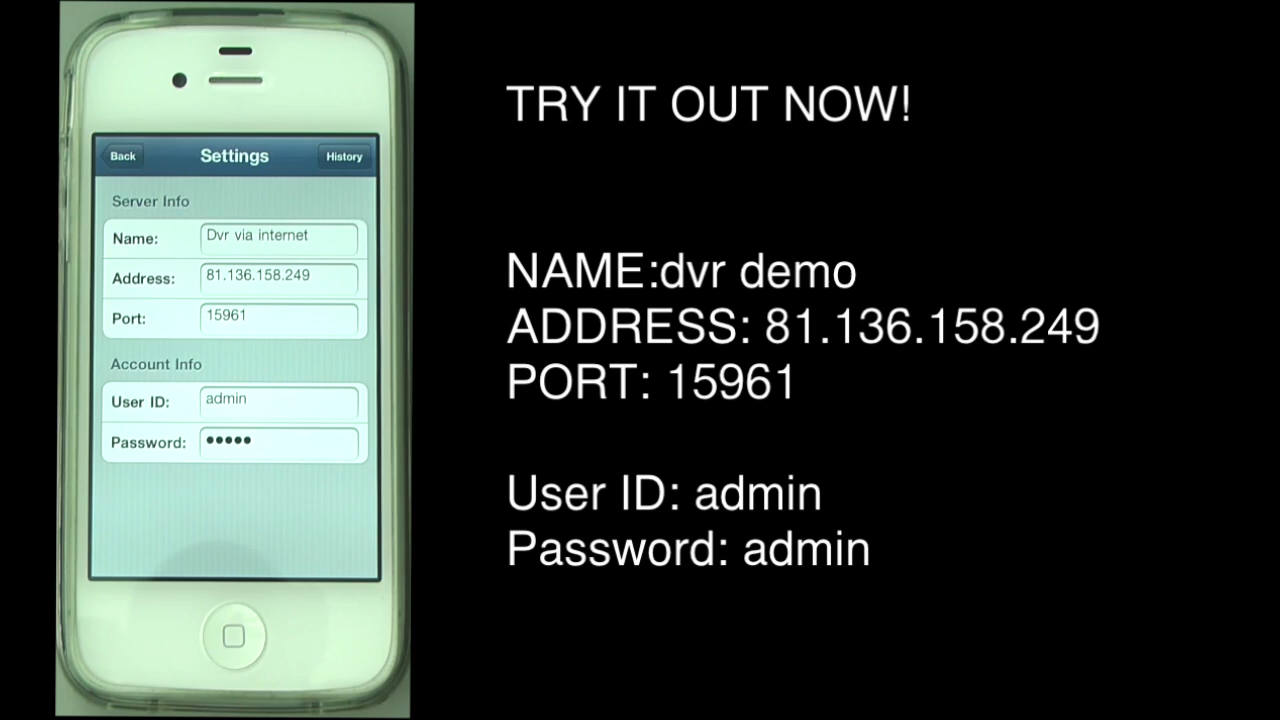 Back
Settings
History
Server Info
Name: Dvr via internet
Address: 81.136.158.249
Port: 15961
Account Info
User ID: admin
Password: •••••
TRY IT OUT NOW!
NAME:dvr demo
ADDRESS: 81.136.158.249
PORT: 15961
User ID: admin
Password: admin